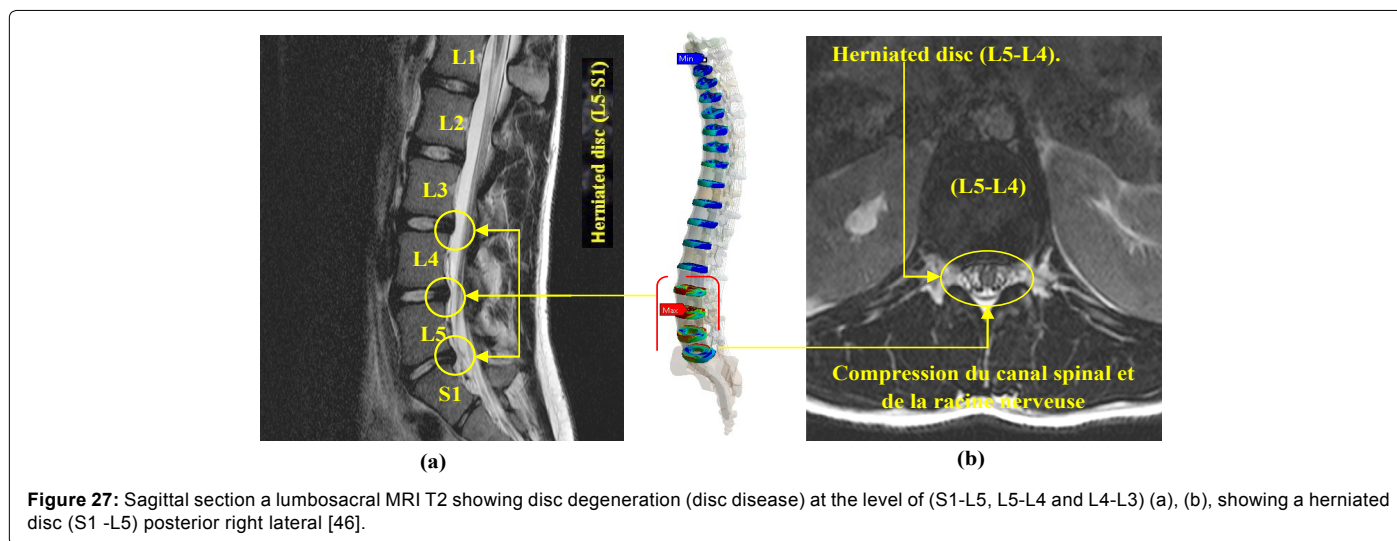 L1
L2
L3
L4
L5
S1
Herniated disc (L5-S1)
(a)
Min
Max
Herniated disc (L5-L4).
(L5-L4)
Compression du canal spinal et
de la racine nerveuse
(b)
Figure 27: Sagittal section a lumbosacral MRI T2 showing disc degeneration (disc disease) at the level of (S1-L5, L5-L4 and L4-L3) (a), (b), showing a herniated
disc (S1 -L5) posterior right lateral [46].